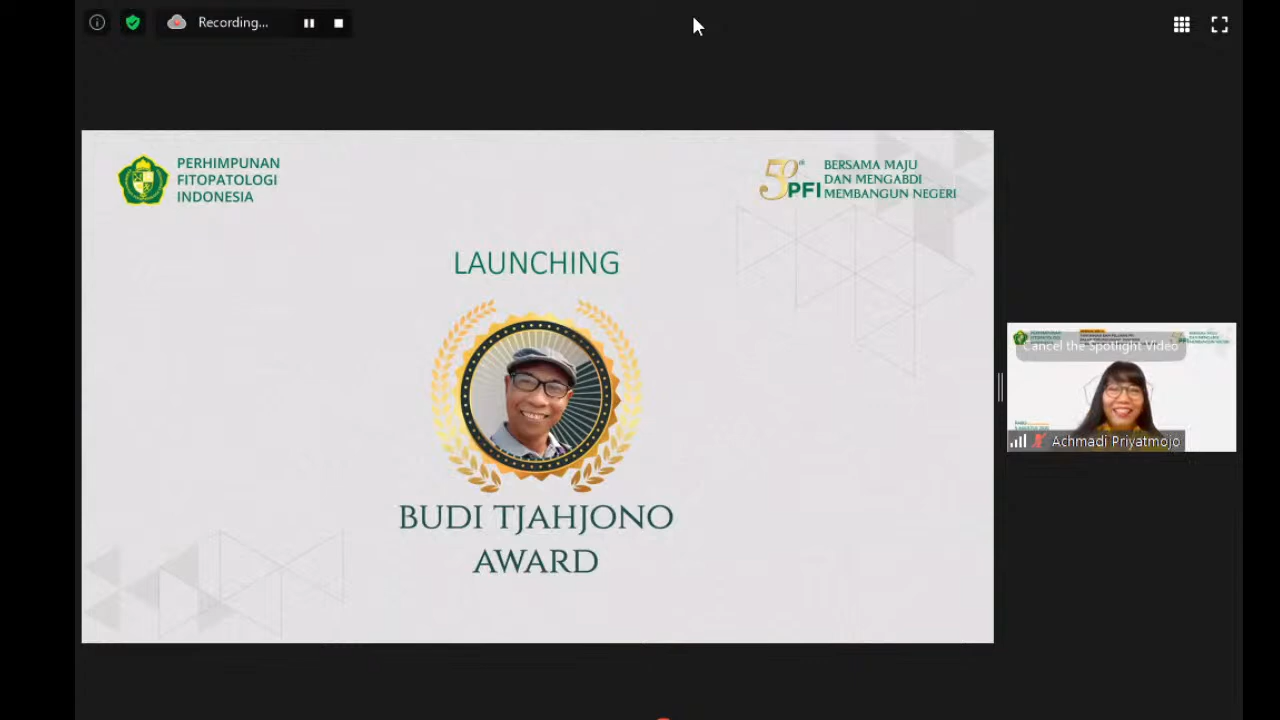 Recording...
PERHIMPUNAN
FITOPATOLOGI
INDONESIA
50th
PFI
BERSAMA MAJU
DAN MENGABDI
MEMBANGUN NEGERI
LAUNCHING
BUDI TJAHJONO
AWARD
Cancel the Spotlight Video
Achmadi Priyatmojo